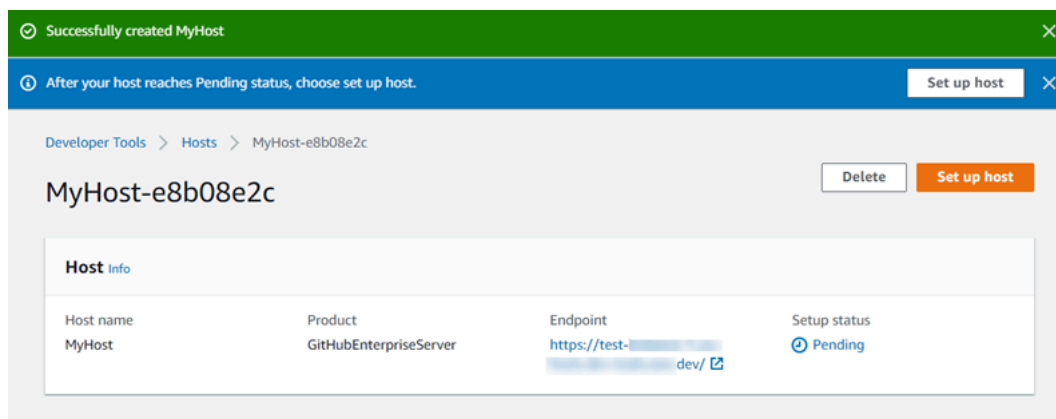 Successfully created MyHost
After your host reaches Pending status, choose set up host.
Set up host
Developer Tools > Hosts > MyHost-e8b08e2c
MyHost-e8b08e2c
Delete
Set up host
Host Info
Host name
Product
Endpoint
Setup status
MyHost
GitHubEnterpriseServer
https://test-
Pending
dev/